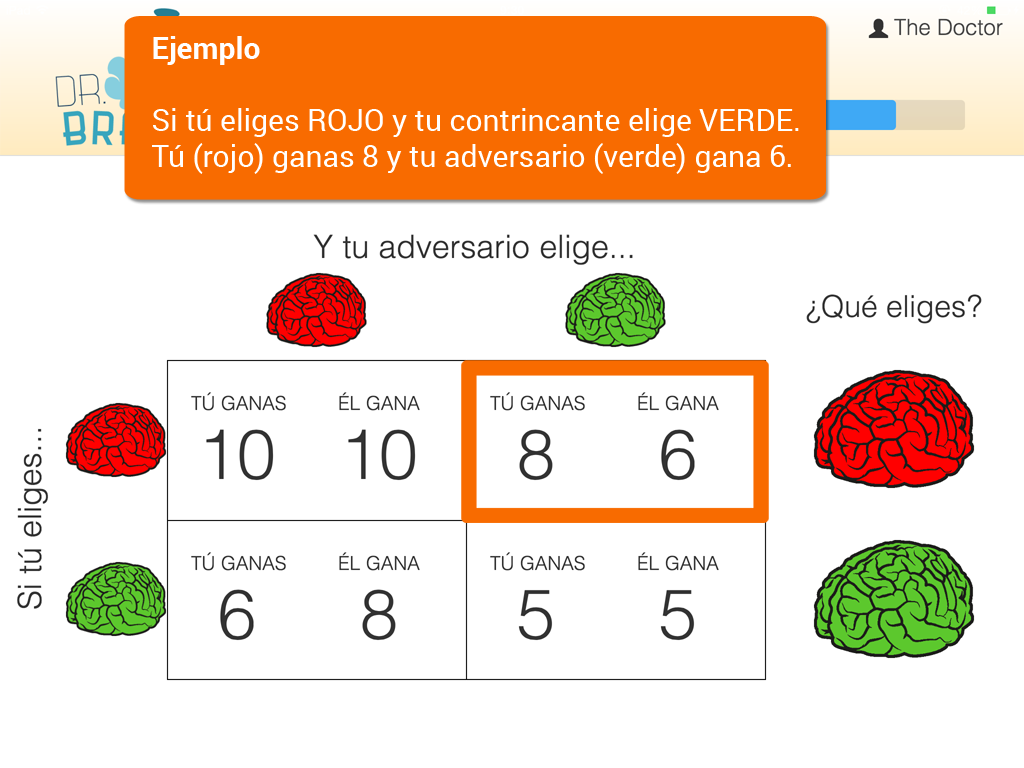 Ejemplo
Si tú eliges ROJO y tu contrincante elige VERDE.
Tú (rojo) ganas 8 y tu adversario (verde) gana 6.
The Doctor
DR.
Y tu adversario elige...
¿Qué eliges?
Si tú eliges...
TÚ GANAS ÉL GANA TÚ GANAS ÉL GANA
10 10 8 6
TÚ GANAS ÉL GANA TÚ GANAS ÉL GANA
6 8 5 5